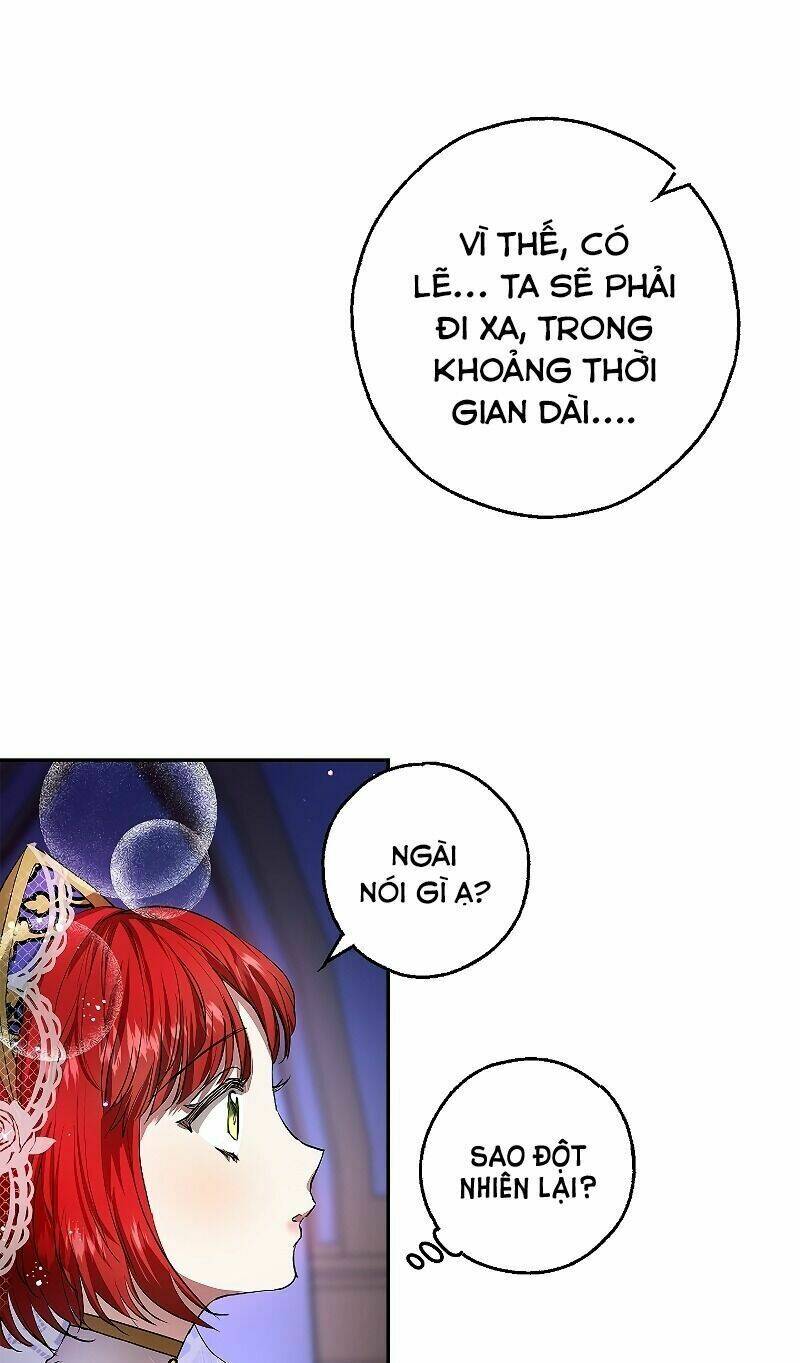 VÌ THẾ, CÓ
LẼ... TA SẼ PHẢI
ĐI XA, TRONG
KHOẢNG THỜI
GIAN DÀI....
NGÀI
NÓI GÌ Ạ?
SAO ĐỘT
NHIÊN LẠI?